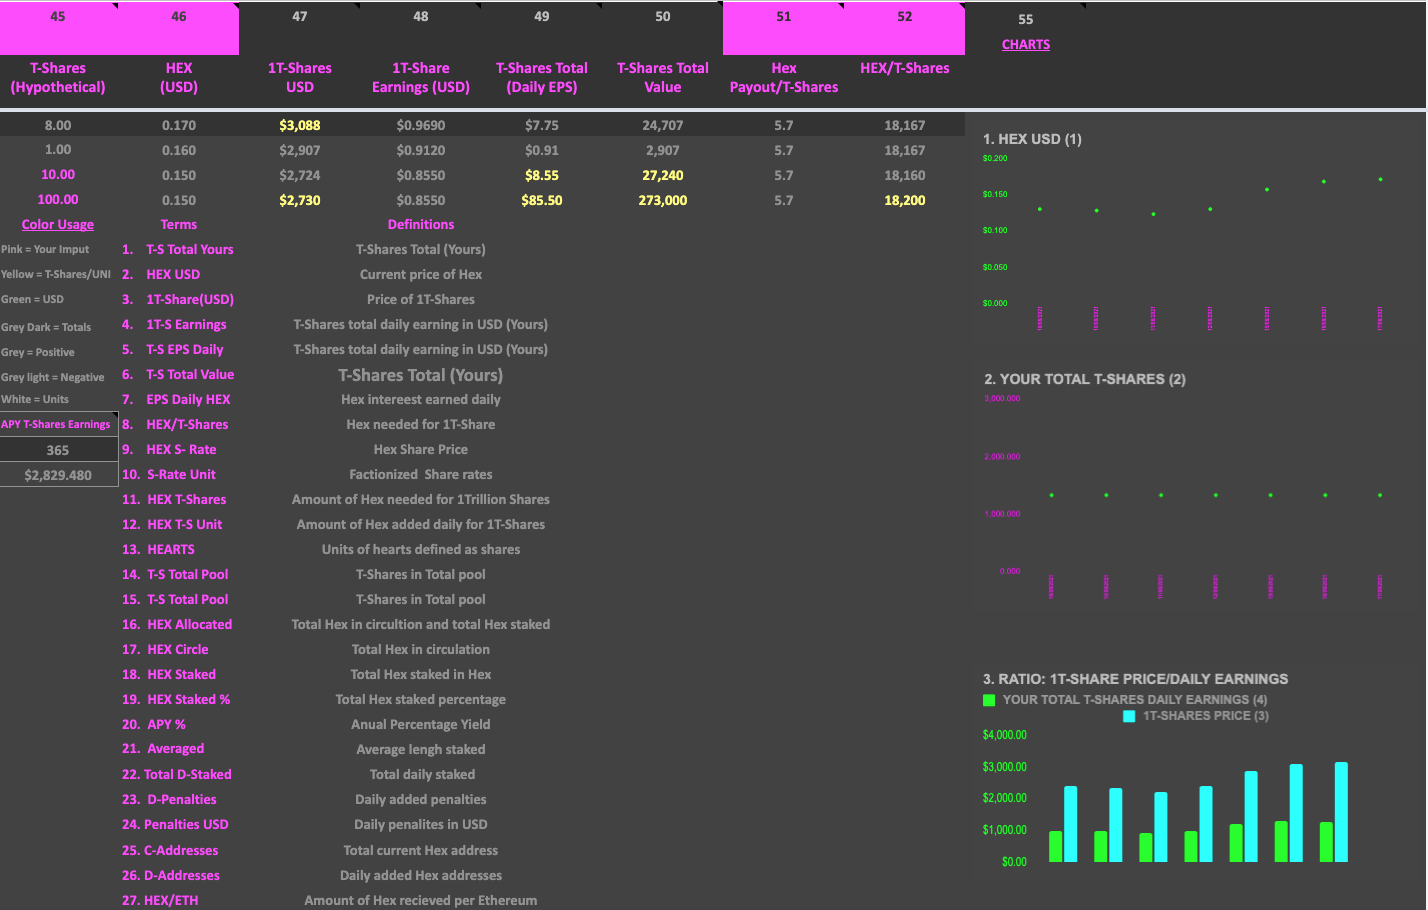 45 46 47 48 49 50 51 52 55
CHARTS
T-Shares HEX 1T-Shares 1T-Share T-Shares Total T-Shares Total Hex HEX/T-Shares
(Hypothetical) (USD) USD Earnings (USD) (Daily EPS) Value Payout/T-Shares
8.00 0.170 $3,088 $0.9690 $7.75 24,707 5.7 18,167
1.00 0.160 $2,907 $0.9120 $0.91 2,907 5.7 18,167
10.00 0.150 $2,724 $0.8550 $8.55 27,240 5.7 18,160
100.00 0.150 $2,730 $0.8550 $85.50 273,000 5.7 18,200
Color Usage Terms Definitions
Pink = Your Imput 1. T-S Total Yours T-Shares Total (Yours)
Yellow = T-Shares/UNI 2. HEX USD Current price of Hex
Green = USD 3. 1T-Share(USD) Price of 1T-Shares
Grey Dark = Totals 4. 1T-S Earnings T-Shares total daily earning in USD (Yours)
Grey = Positive 5. T-S EPS Daily T-Shares total daily earning in USD (Yours)
Grey light = Negative 6. T-S Total Value T-Shares Total (Yours)
White = Units 7. EPS Daily HEX Hex intereest earned daily
APY T-Shares Earnings 8. HEX/T-Shares Hex needed for 1T-Share
365 9. HEX S- Rate Hex Share Price
$2,829.480 10. S-Rate Unit Factionized Share rates
11. HEX T-Shares Amount of Hex needed for 1Trillion Shares
12. HEX T-S Unit Amount of Hex added daily for 1T-Shares
13. HEARTS Units of hearts defined as shares
14. T-S Total Pool T-Shares in Total pool
15. T-S Total Pool T-Shares in Total pool
16. HEX Allocated Total Hex in circultion and total Hex staked
17. HEX Circle Total Hex in circulation
18. HEX Staked Total Hex staked in Hex
19. HEX Staked % Total Hex staked percentage
20. APY % Anual Percentage Yield
21. Averaged Average lengh staked
22. Total D-Staked Total daily staked
23. D-Penalties Daily added penalties
24. Penalties USD Daily penalites in USD
25. C-Addresses Total current Hex address
26. D-Addresses Daily added Hex addresses
27. HEX/ETH Amount of Hex recieved per Ethereum
1. HEX USD (1)
$0.200
$0.150
$0.100
$0.050
$0.000
2. YOUR TOTAL T-SHARES (2)
3,000.000
2,000.000
1,000.000
0.000
3. RATIO: 1T-SHARE PRICE/DAILY EARNINGS
YOUR TOTAL T-SHARES DAILY EARNINGS (4)
1T-SHARES PRICE (3)
$4,000.00
$3,000.00
$2,000.00
$1,000.00
$0.00